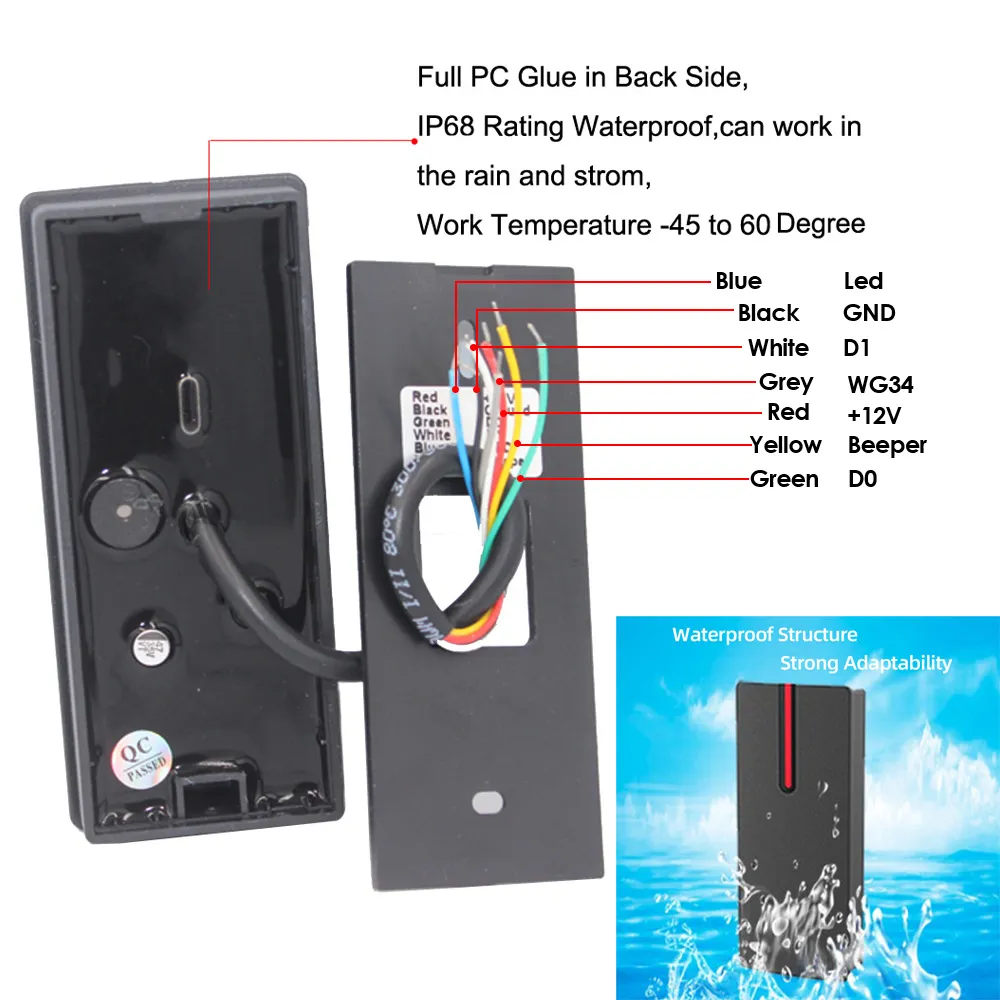 Full PC Glue in Back Side,
IP68 Rating Waterproof,can work in
the rain and strom,
Work Temperature -45 to 60 Degree
Blue Led
Black GND
White D1
Grey WG34
Red +12V
Yellow Beeper
Green D0
Red
Black
Green
White
80°C 300
QC
PASSED
Waterproof Structure
Strong Adaptability